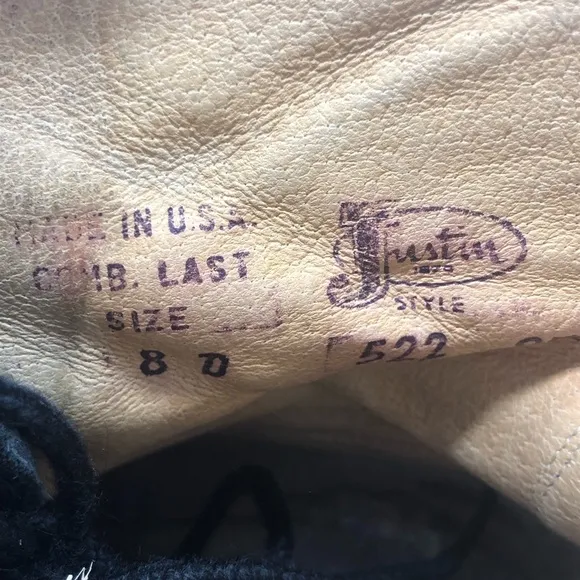 MADE IN U.S.A.
COMB. LAST
SIZE
8 D
Justin
1879
STYLE
522